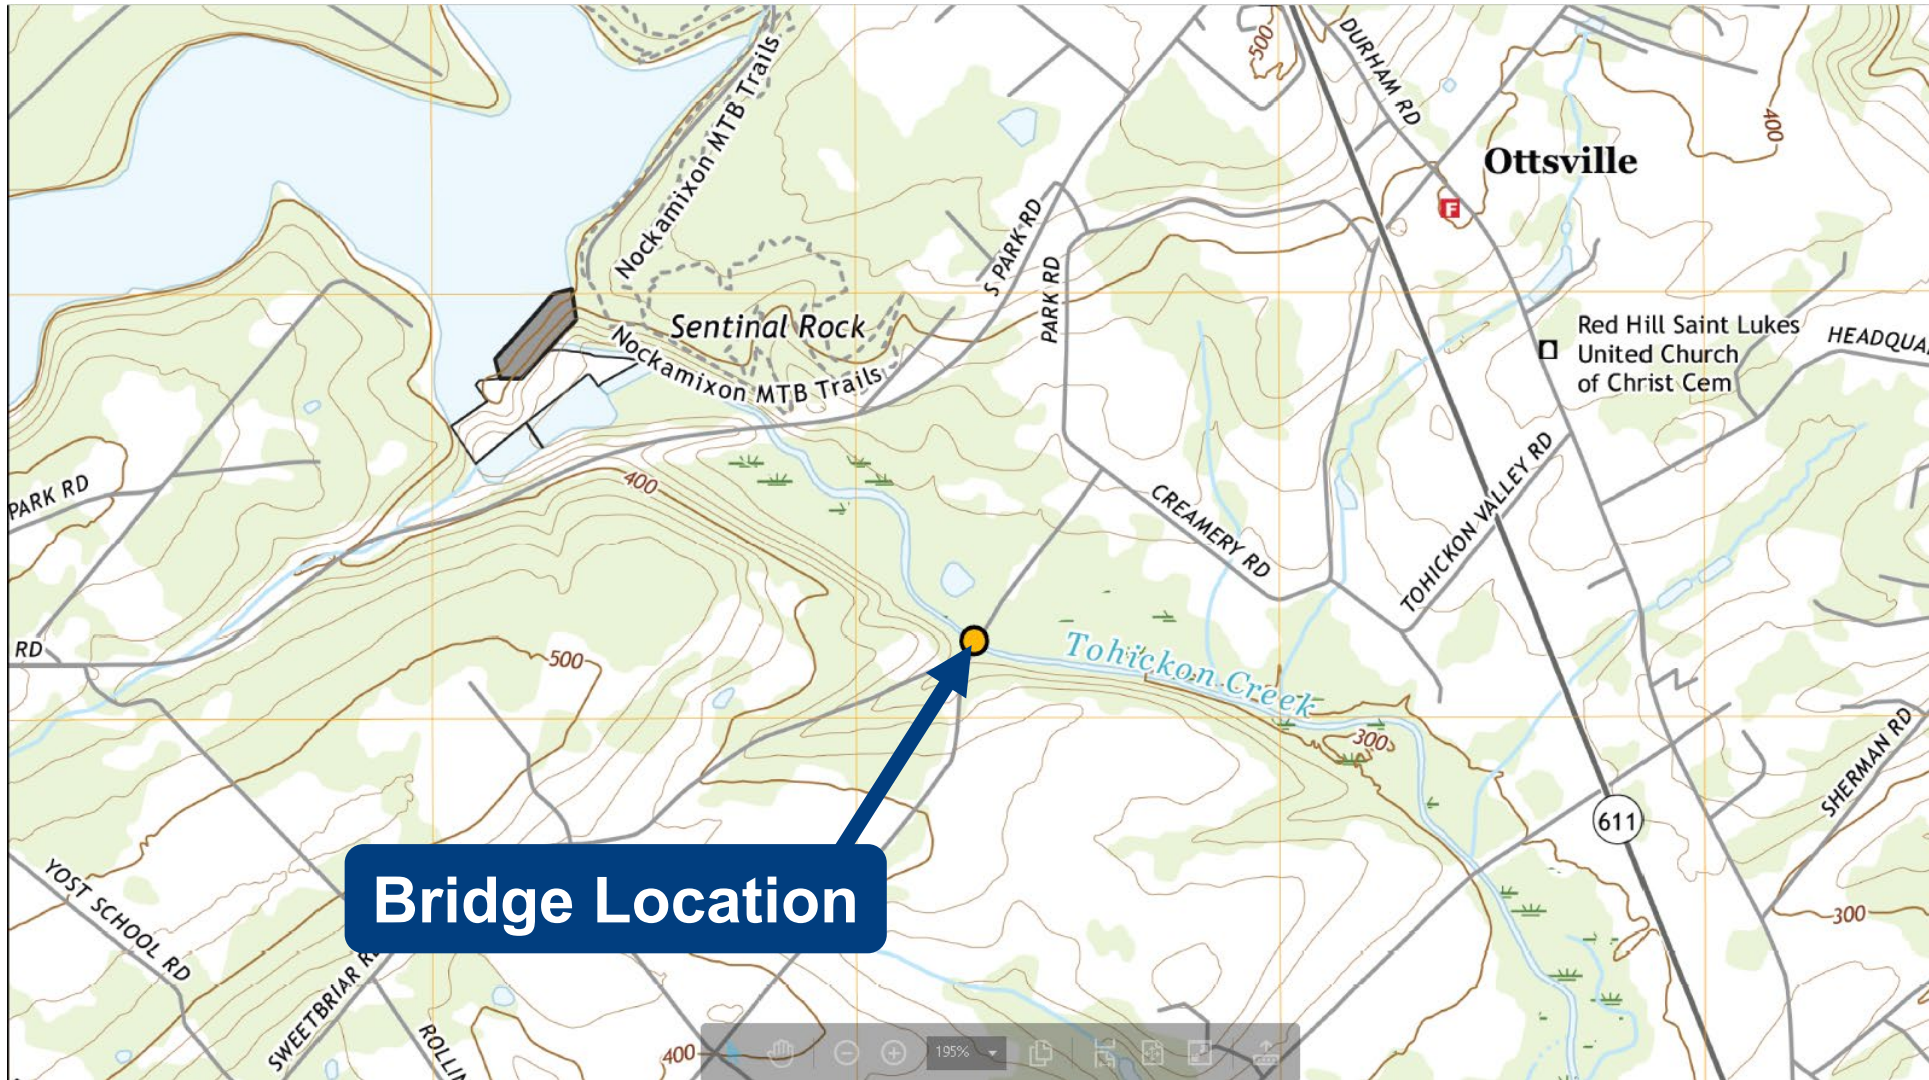 Nockamixon MTB Trails
500
DURHAM RD
400
Ottsville
F
S PARK RD
PARK RD
Sentinal Rock
Nockamixon MTB Trails
Red Hill Saint Lukes
United Church
of Christ Cem
HEADQUA
PARK RD
400
CREAMERY RD
TOHICKON VALLEY RD
RD
500
Tohickon Creek
300
SHERMAN RD
611
Bridge Location
YOST SCHOOL RD
300
SWEETBRIAR R
ROLLIN
400
195%